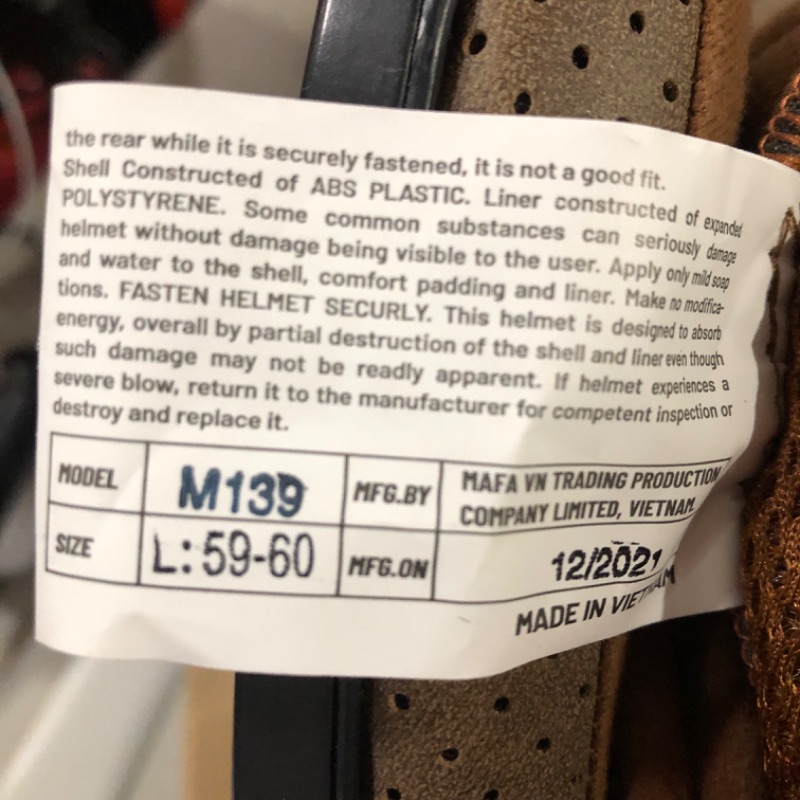 the rear while it is securely fastened, it is not a good fit.
Shell Constructed of ABS PLASTIC. Liner constructed of expanded
POLYSTYRENE. Some common substances can seriously damage
helmet without damage being visible to the user. Apply only mild soap
and water to the shell, comfort padding and liner. Make no modifica-
tions. FASTEN HELMET SECURLY. This helmet is designed to absorb
energy, overall by partial destruction of the shell and liner even though
such damage may not be readly apparent. If helmet experiences a
severe blow, return it to the manufacturer for competent inspection or
destroy and replace it.
MODEL M139 MFG.BY MAFA VN TRADING PRODUCTION
COMPANY LIMITED, VIETNAM.
SIZE L: 59-60 MFG.ON 12/2021
MADE IN VIETNAM